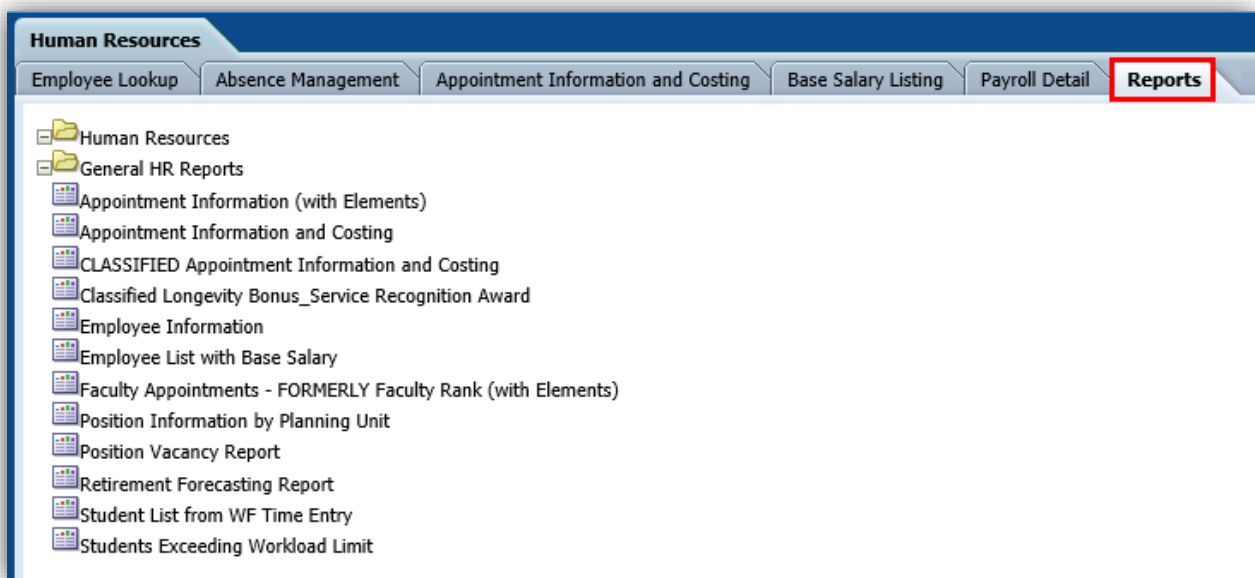 Human Resources
Employee Lookup Absence Management Appointment Information and Costing Base Salary Listing Payroll Detail Reports
Human Resources
General HR Reports
Appointment Information (with Elements)
Appointment Information and Costing
CLASSIFIED Appointment Information and Costing
Classified Longevity Bonus_Service Recognition Award
Employee Information
Employee List with Base Salary
Faculty Appointments - FORMERLY Faculty Rank (with Elements)
Position Information by Planning Unit
Position Vacancy Report
Retirement Forecasting Report
Student List from WF Time Entry
Students Exceeding Workload Limit